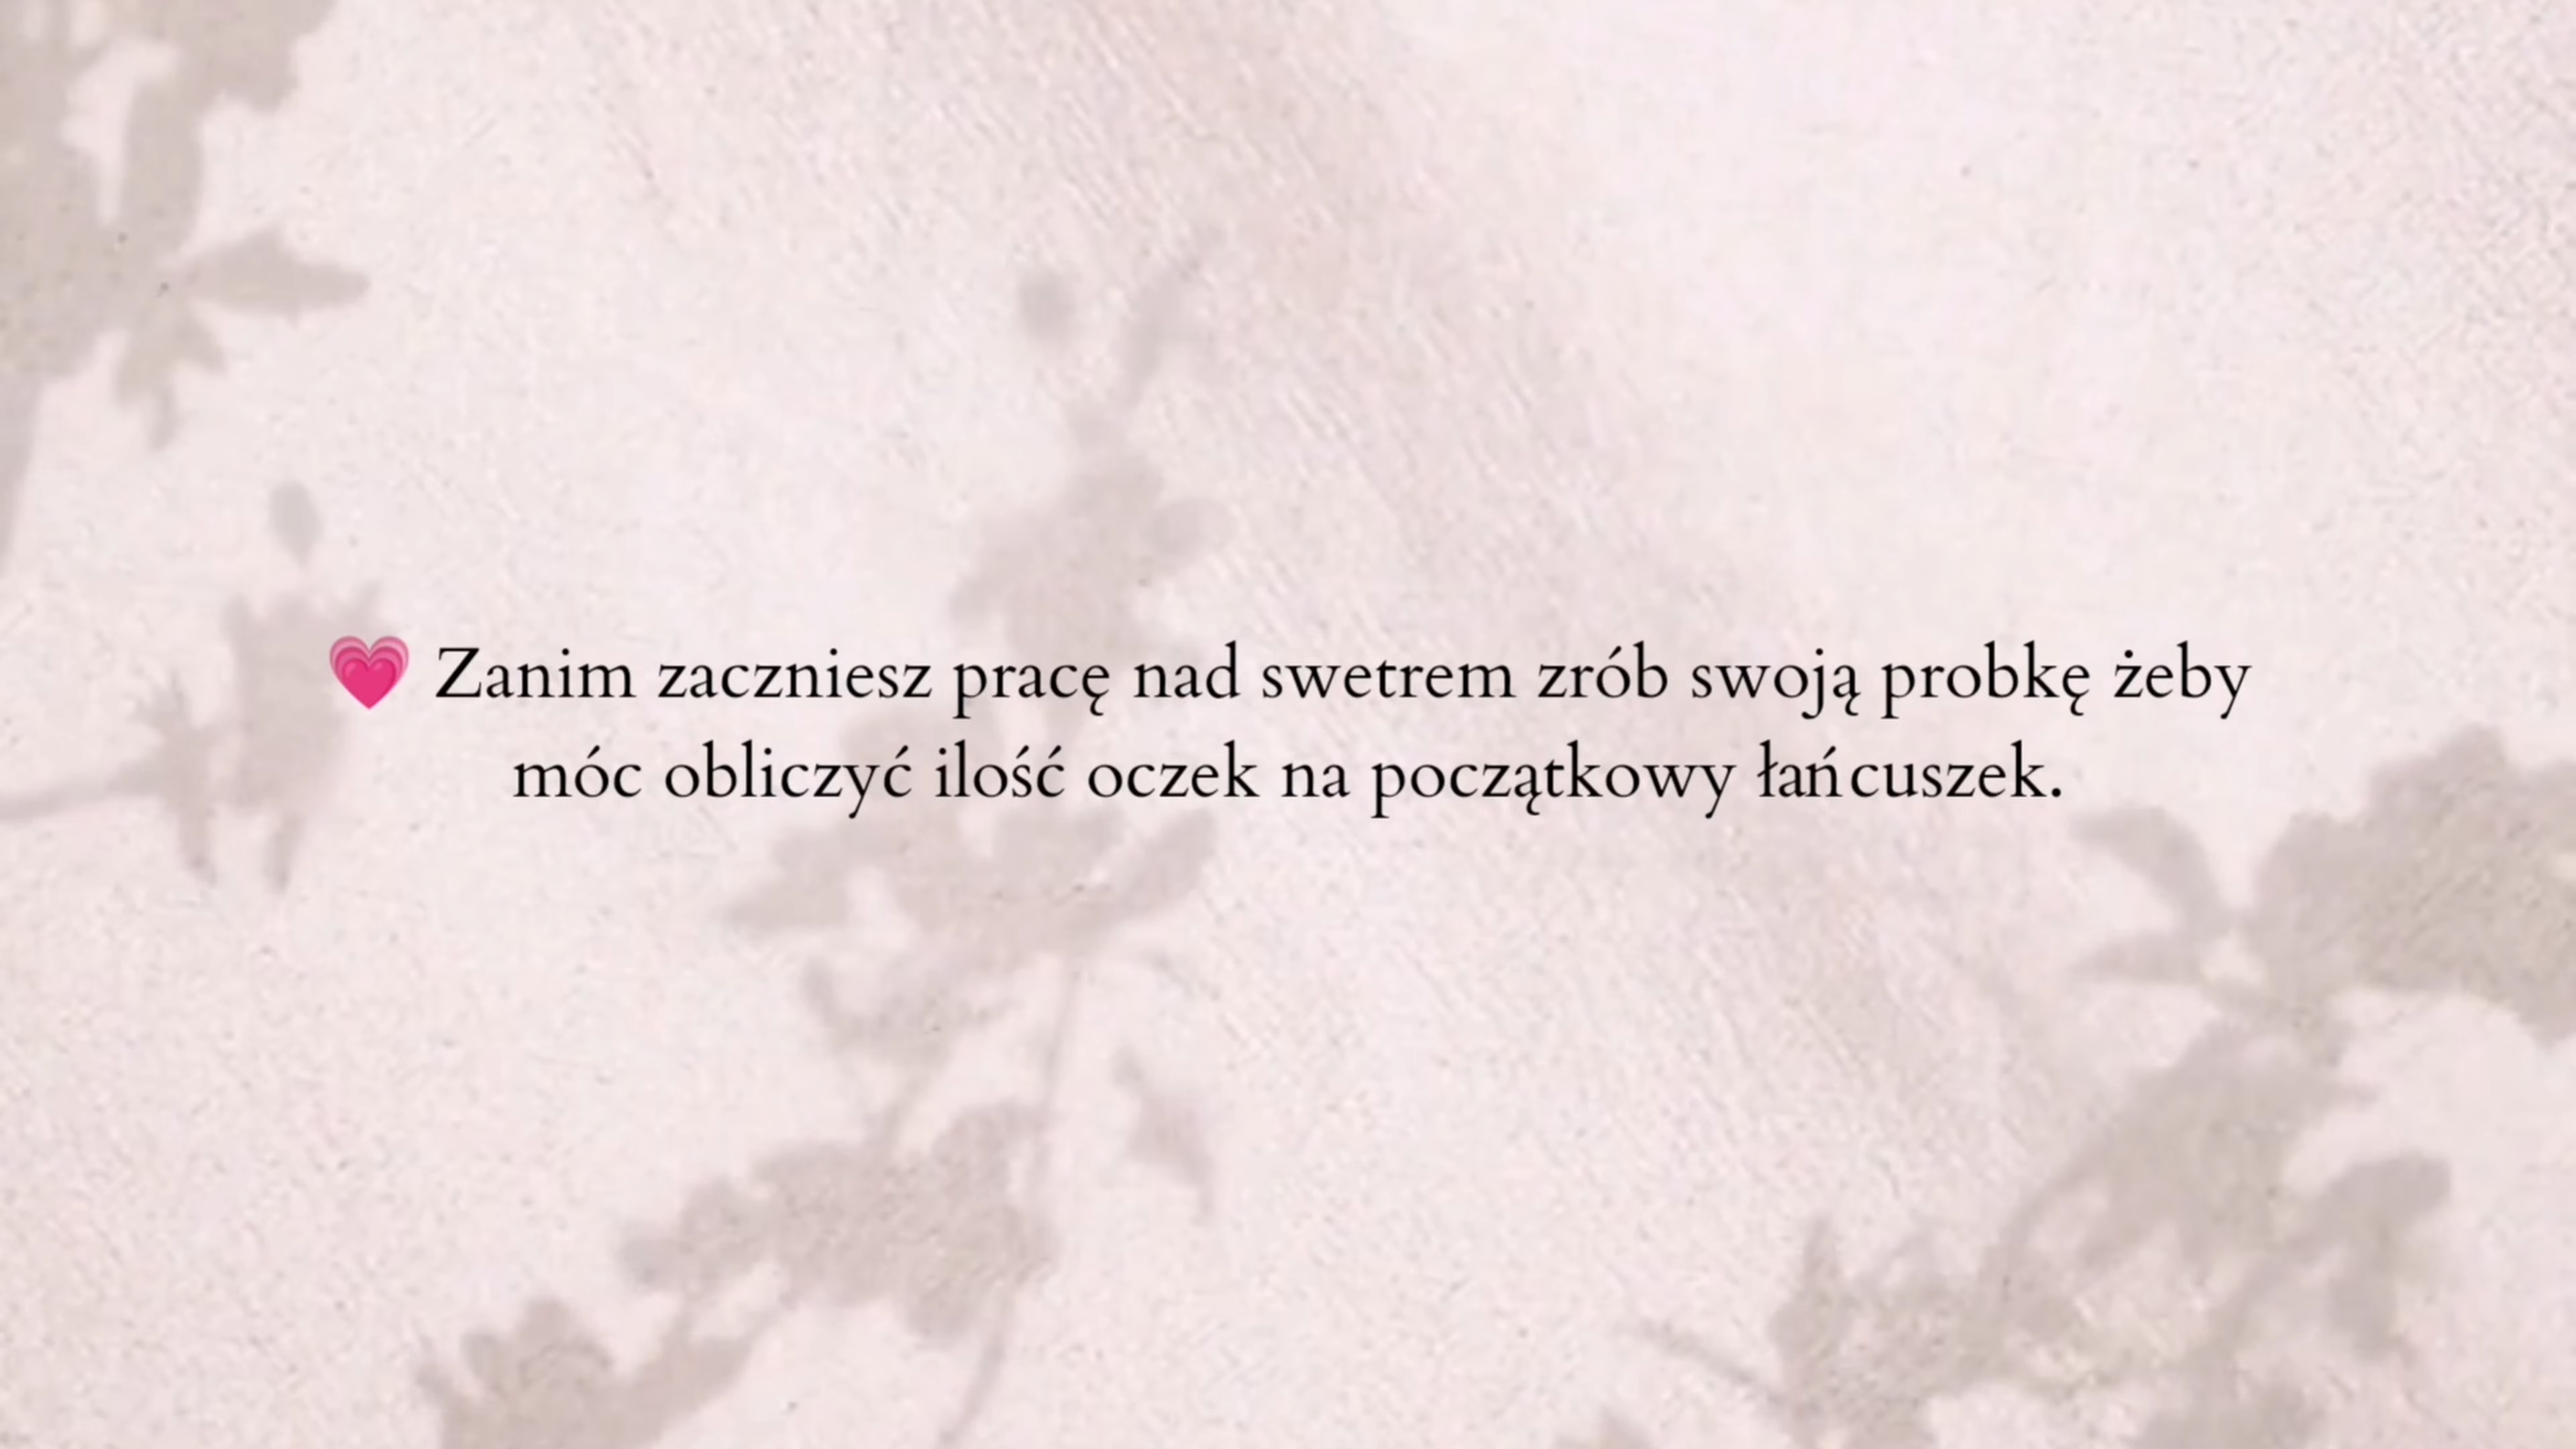 💗 Zanim zaczniesz pracę nad swetrem zrób swoją probkę żeby
móc obliczyć ilość oczek na początkowy łańcuszek.